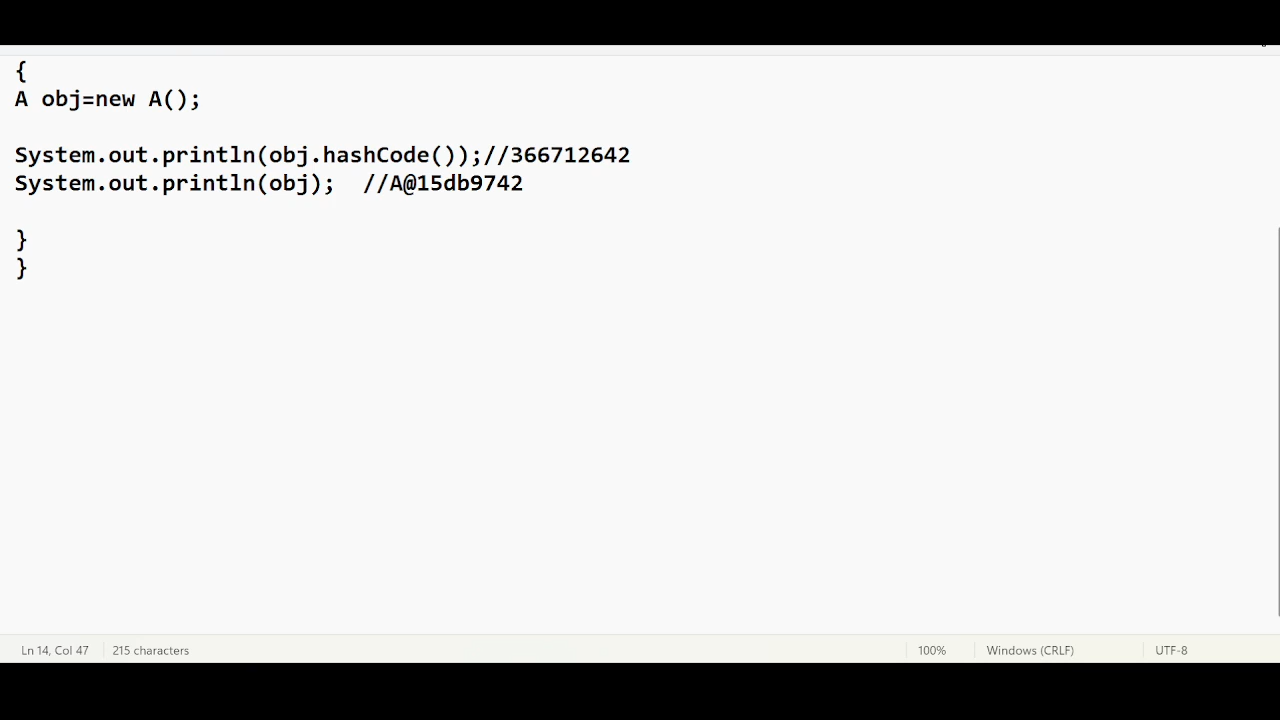 {
A obj=new A();
System.out.println(obj.hashCode());//366712642
System.out.println(obj);  //A@15db9742
}
}
Ln 14, Col 47 215 characters 100% Windows (CRLF) UTF-8